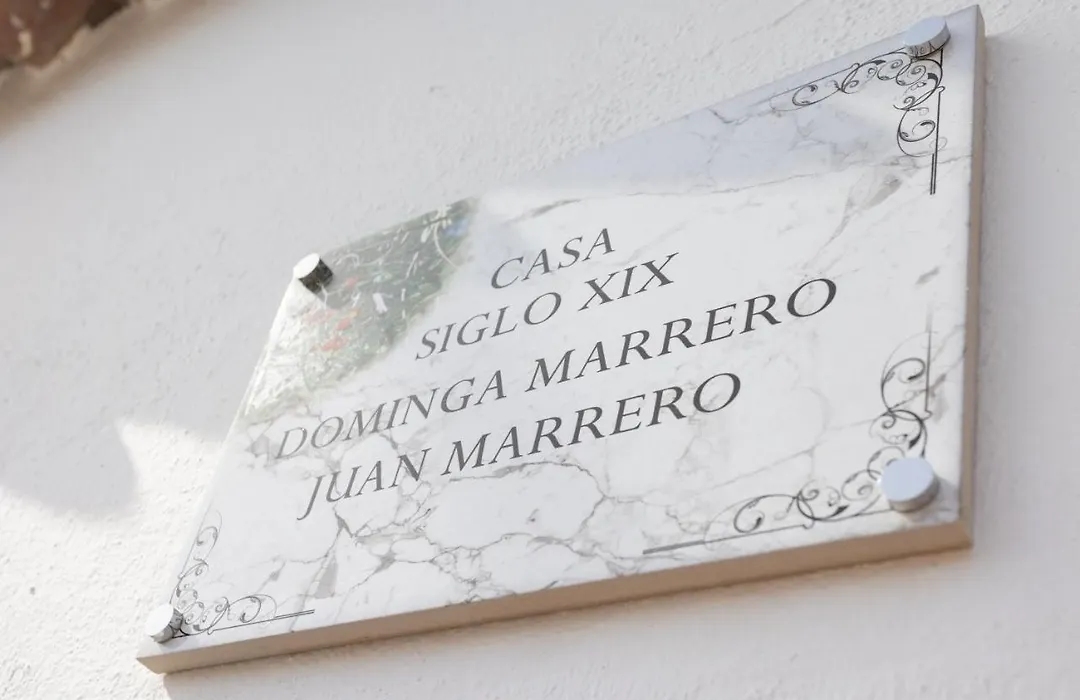 CASA
SIGLO XIX
DOMINGA MARRERO
JUAN MARRERO